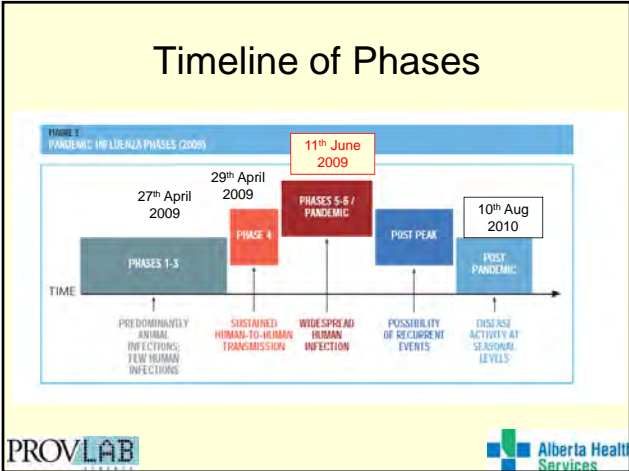 Timeline of Phases
PANDEMIC INFLUENZA PHASES (2009)
11th June
2009
29th April
2009
27th April
2009
10th Aug
2010
PHASES 5-6 /
PANDEMIC
PHASE 4
POST PEAK
PHASES 1-3
POST
PANDEMIC
TIME
PREDOMINANTLY
ANIMAL
INFECTIONS;
FEW HUMAN
INFECTIONS
SUSTAINED
HUMAN-TO-HUMAN
TRANSMISSION
WIDESPREAD
HUMAN
INFECTION
POSSIBILITY
OF RECURRENT
EVENTS
DISEASE
ACTIVITY AT
SEASONAL
LEVELS
PROVLAB
Alberta Health
Services